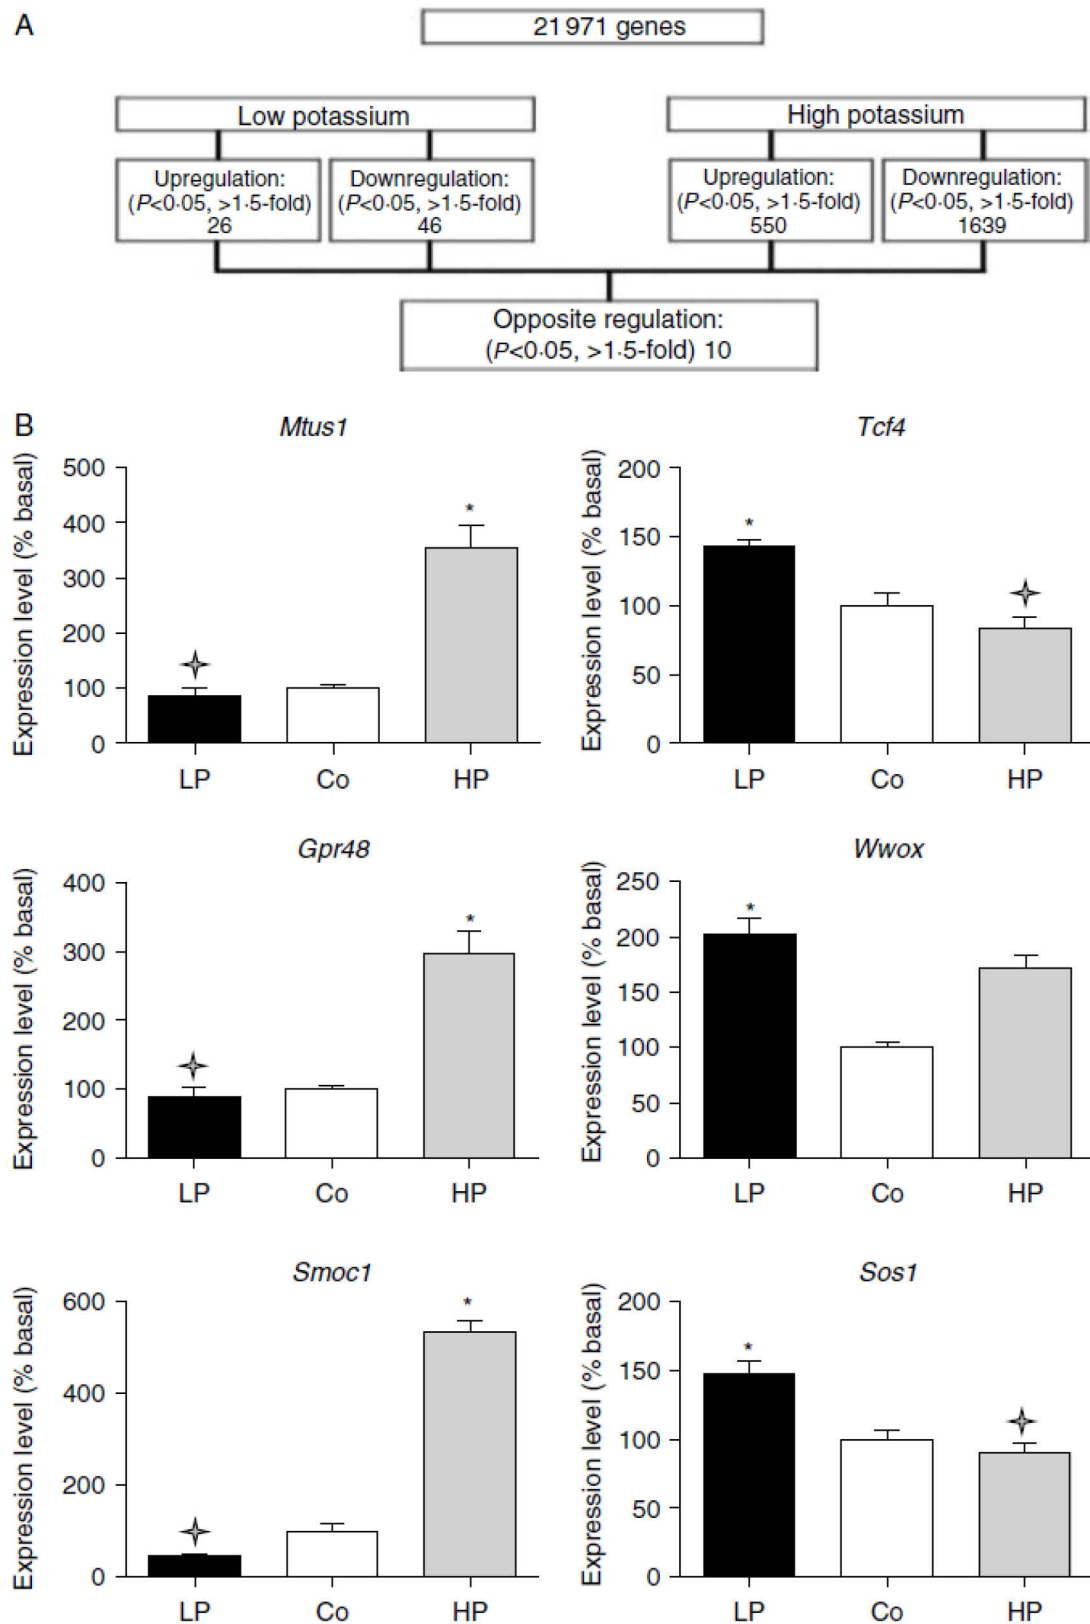 A
21 971 genes
Low potassium
High potassium
Upregulation:
(P<0·05, >1·5-fold)
26
Downregulation:
(P<0·05, >1·5-fold)
46
Upregulation:
(P<0·05, >1·5-fold)
550
Downregulation:
(P<0·05, >1·5-fold)
1639
Opposite regulation:
(P<0·05, >1·5-fold) 10
B
Mtus1
Expression level (% basal)
500
400
300
200
100
0
*
LP Co HP
Tcf4
Expression level (% basal)
200
150
100
50
0
*
LP Co HP
Gpr48
Expression level (% basal)
400
300
200
100
0
*
LP Co HP
Wwox
Expression level (% basal)
250
200
150
100
50
0
*
LP Co HP
Smoc1
Expression level (% basal)
600
400
200
0
*
LP Co HP
Sos1
Expression level (% basal)
200
150
100
50
0
*
LP Co HP